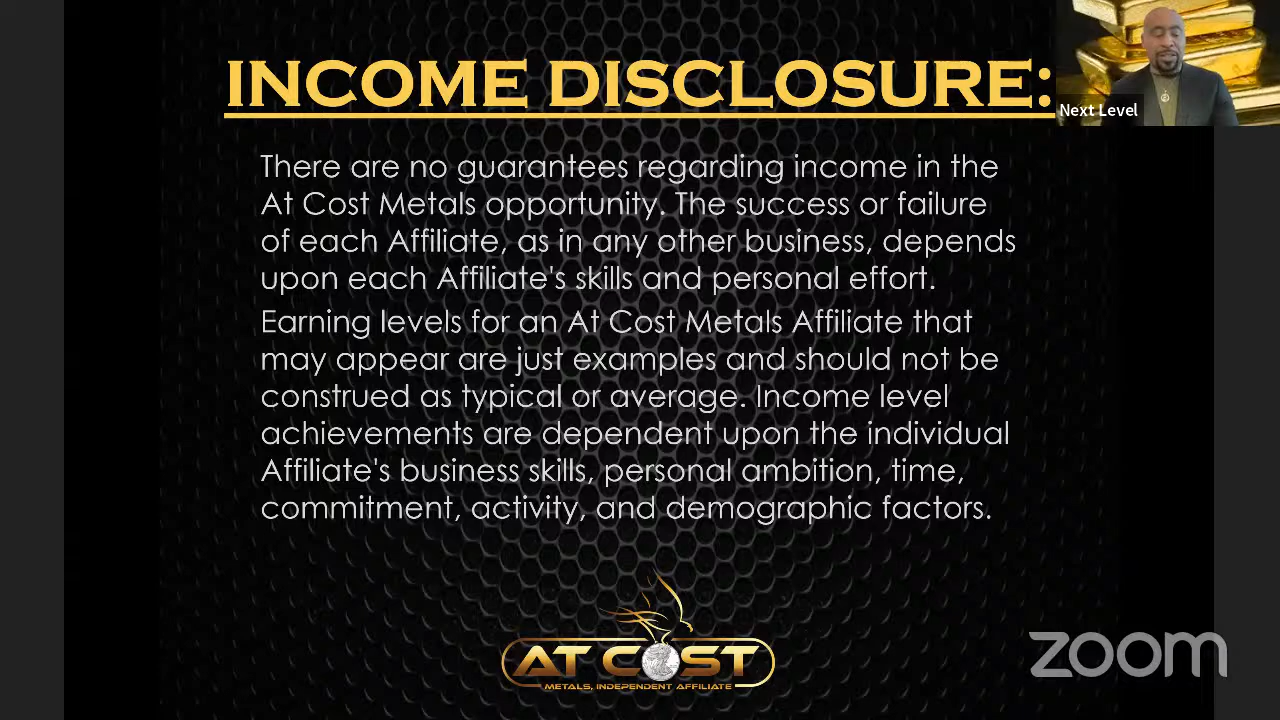 INCOME DISCLOSURE:
Next Level
There are no guarantees regarding income in the
At Cost Metals opportunity. The success or failure
of each Affiliate, as in any other business, depends
upon each Affiliate's skills and personal effort.
Earning levels for an At Cost Metals Affiliate that
may appear are just examples and should not be
construed as typical or average. Income level
achievements are dependent upon the individual
Affiliate's business skills, personal ambition, time,
commitment, activity, and demographic factors.
AT COST
METALS, INDEPENDENT AFFILIATE
zoom